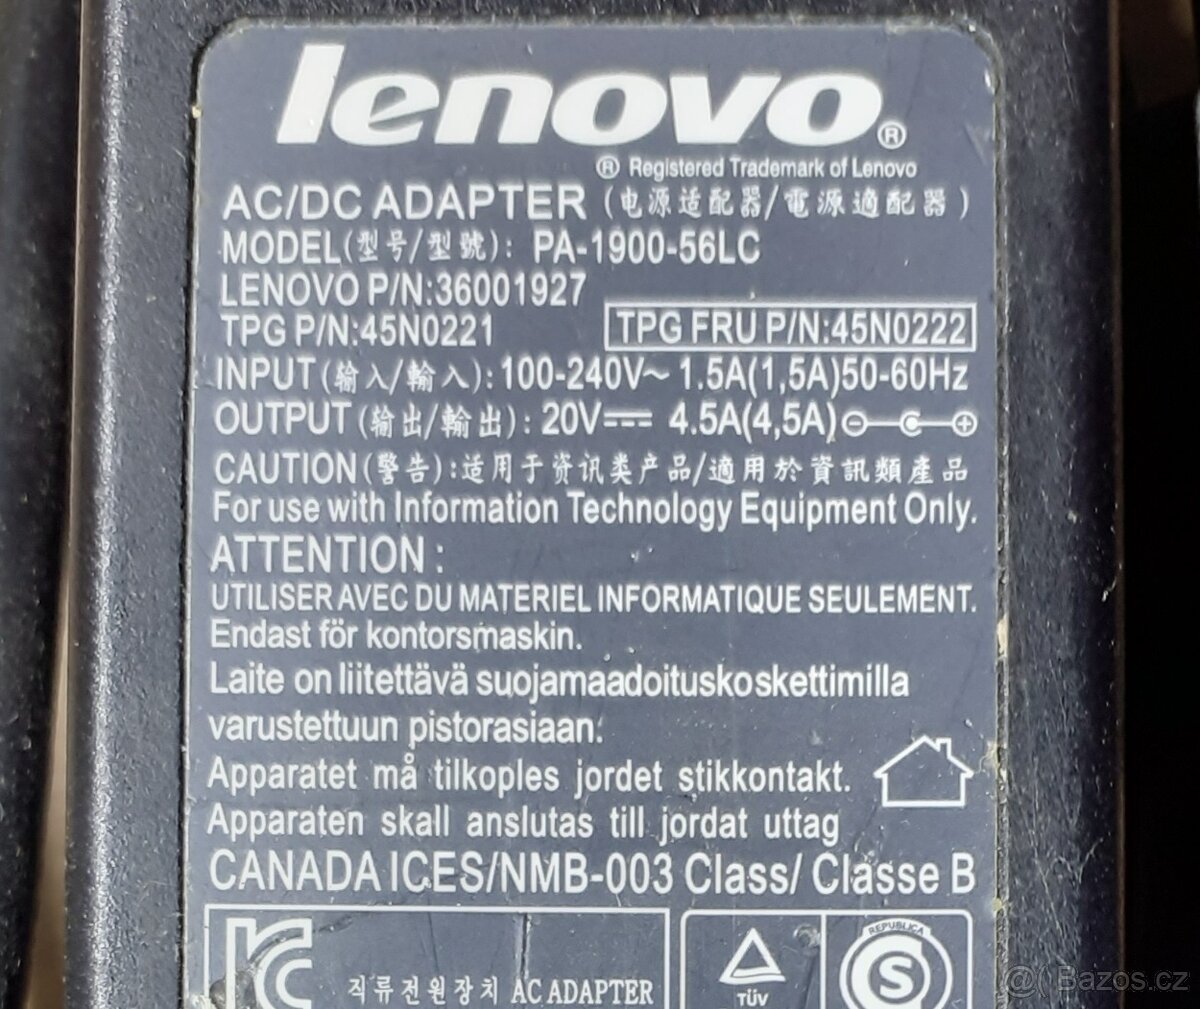 lenovo®
® Registered Trademark of Lenovo
AC/DC ADAPTER (电源适配器/電源適配器)
MODEL(型号/型號): PA-1900-56LC
LENOVO P/N:36001927
TPG P/N:45N0221 TPG FRU P/N:45N0222
INPUT(输入/輸入): 100-240V~ 1.5A(1,5A)50-60Hz
OUTPUT(输出/輸出): 20V⎓ 4.5A(4,5A)
CAUTION(警告):适用于资讯类产品/適用於資訊類產品
For use with Information Technology Equipment Only.
ATTENTION :
UTILISER AVEC DU MATERIEL INFORMATIQUE SEULEMENT.
Endast för kontorsmaskin.
Laite on liitettävä suojamaadoituskoskettimilla
varustettuun pistorasiaan:
Apparatet må tilkoples jordet stikkontakt.
Apparaten skall anslutas till jordat uttag
CANADA ICES/NMB-003 Class/ Classe B
직류전원장치 AC ADAPTER
TÜV
REPUBLICA
S
@( Bazos.cz